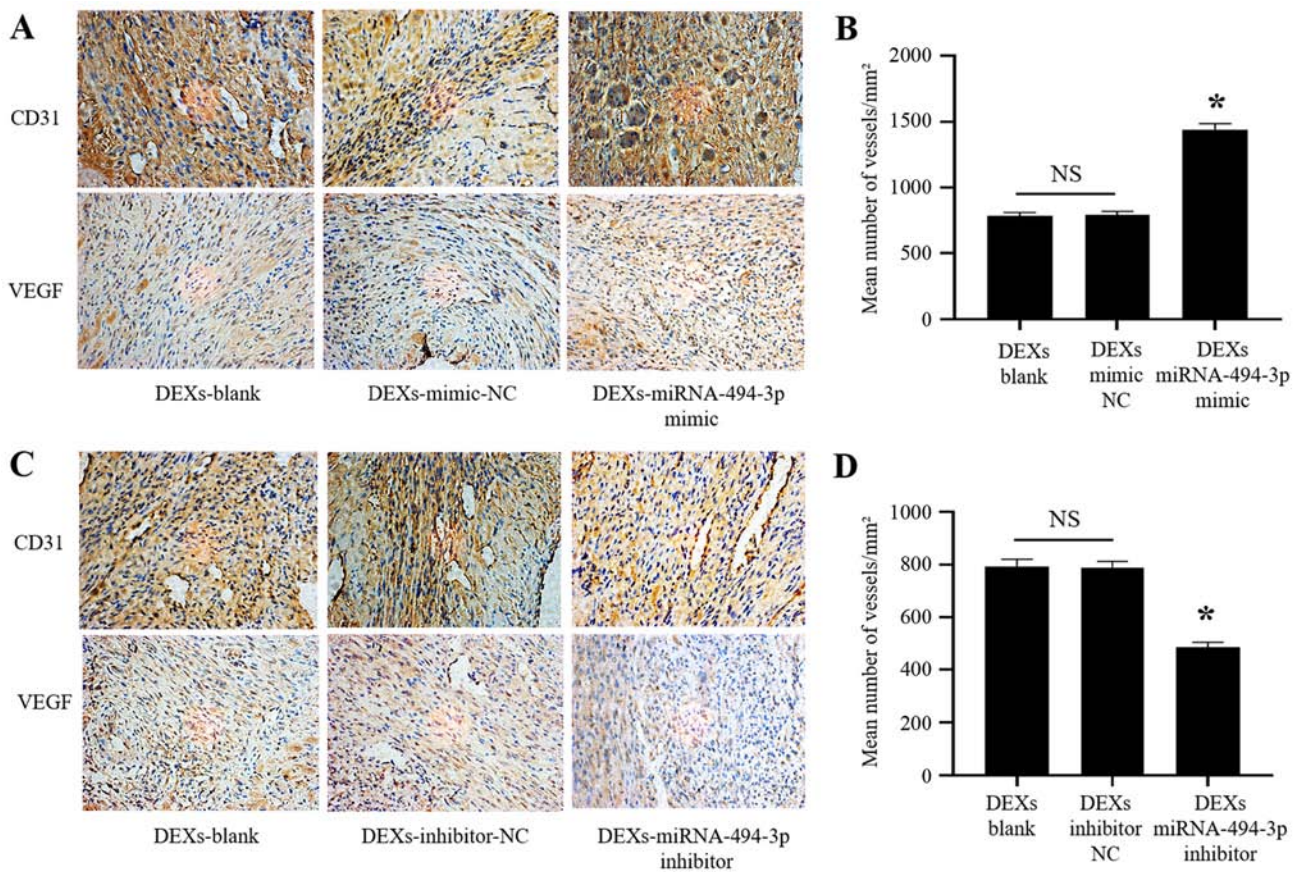 A
CD31
VEGF
DEXs-blank
DEXs-mimic-NC
DEXs-miRNA-494-3p
mimic
B
Mean number of vessels/mm²
2000
1500
1000
500
0
NS
*
DEXs
blank
DEXs
mimic
NC
DEXs
miRNA-494-3p
mimic
C
CD31
VEGF
DEXs-blank
DEXs-inhibitor-NC
DEXs-miRNA-494-3p
inhibitor
D
Mean number of vessels/mm²
1000
800
600
400
200
0
NS
*
DEXs
blank
DEXs
inhibitor
NC
DEXs
miRNA-494-3p
inhibitor